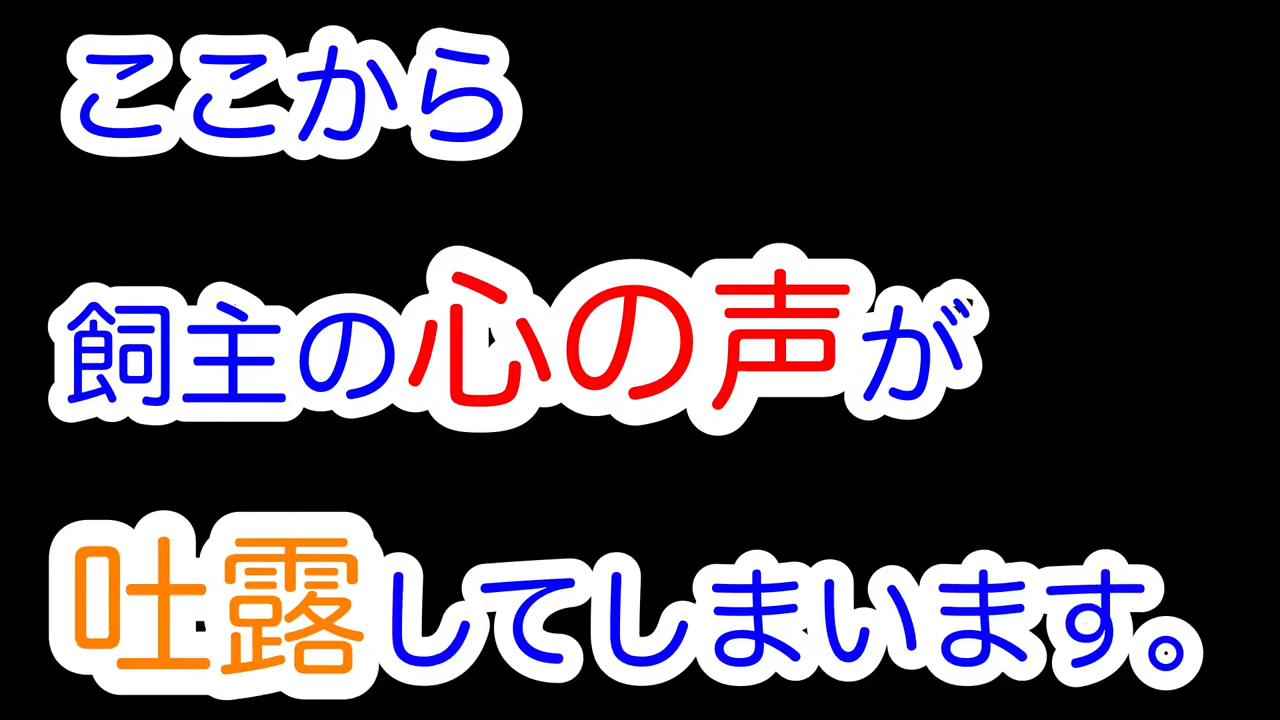 ここから
飼主の心の声が
吐露してしまいます。